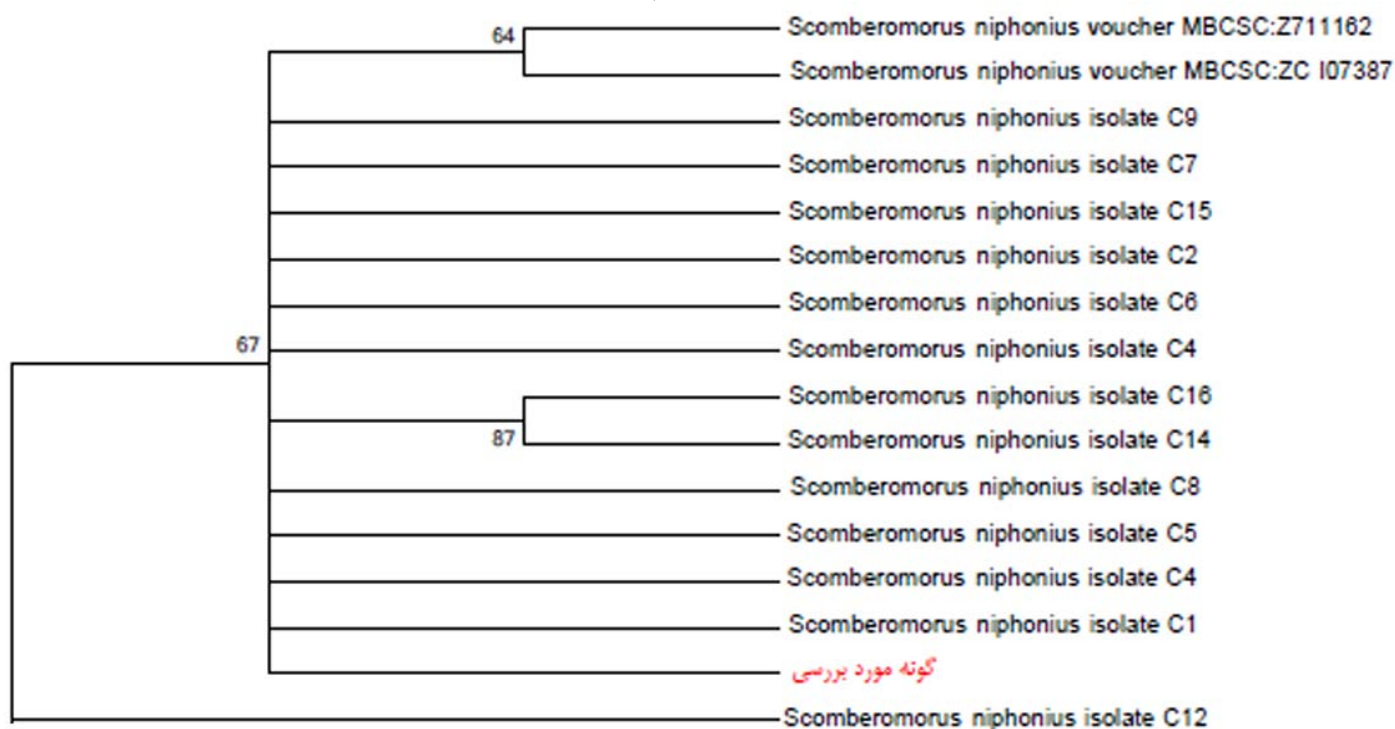 64
Scomberomorus niphonius voucher MBCSC:Z711162
Scomberomorus niphonius voucher MBCSC:ZC I07387
Scomberomorus niphonius isolate C9
Scomberomorus niphonius isolate C7
Scomberomorus niphonius isolate C15
Scomberomorus niphonius isolate C2
Scomberomorus niphonius isolate C6
67
Scomberomorus niphonius isolate C4
Scomberomorus niphonius isolate C16
87
Scomberomorus niphonius isolate C14
Scomberomorus niphonius isolate C8
Scomberomorus niphonius isolate C5
Scomberomorus niphonius isolate C4
Scomberomorus niphonius isolate C1
گونه مورد بررسی
Scomberomorus niphonius isolate C12